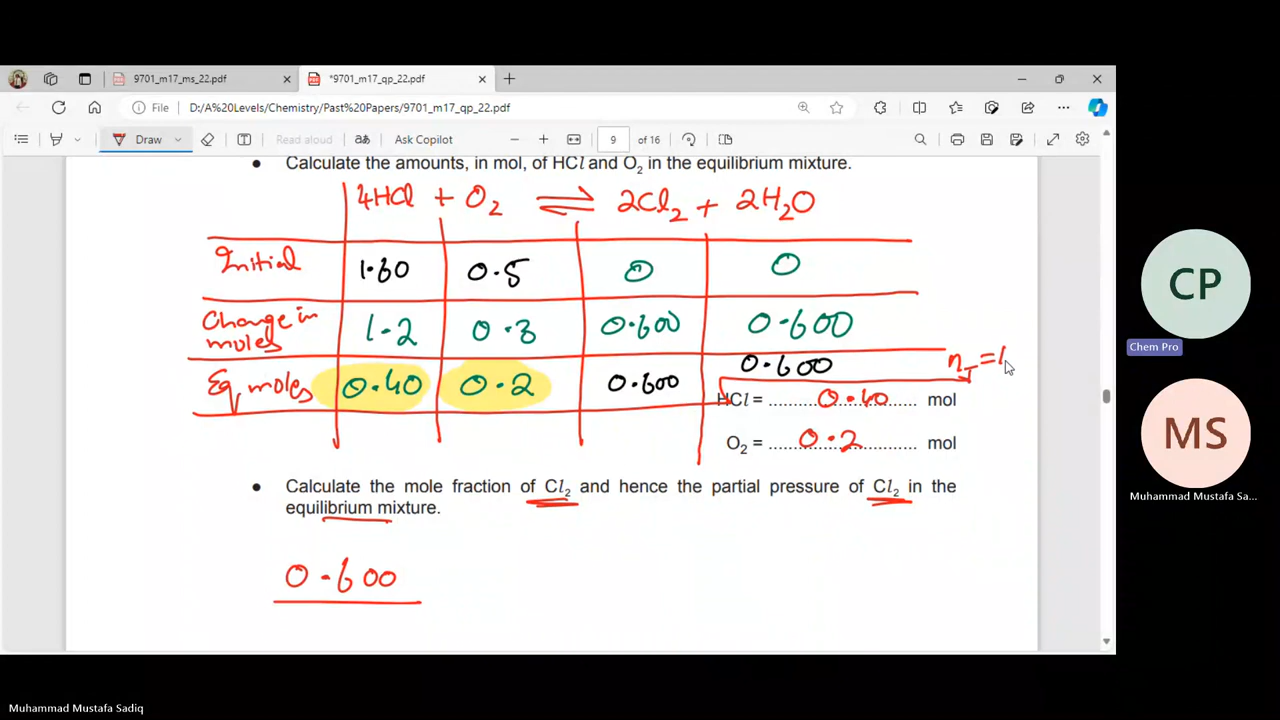 9701_m17_ms_22.pdf
*9701_m17_qp_22.pdf
File
D:/A%20Levels/Chemistry/Past%20Papers/9701_m17_qp_22.pdf
Draw
Read aloud
Ask Copilot
9 of 16
• Calculate the amounts, in mol, of HCl and O2 in the equilibrium mixture.
4HCl + O2 ⇌ 2Cl2 + 2H2O
Initial 1.60 0.5 0 0
Change in moles 1.2 0.3 0.600 0.600
Eq moles 0.40 0.2 0.600 0.600
nT = 1
HCl = .......... 0.40 .......... mol
O2 = .......... 0.2 .......... mol
• Calculate the mole fraction of Cl2 and hence the partial pressure of Cl2 in the
equilibrium mixture.
0.600
CP
Chem Pro
MS
Muhammad Mustafa Sa...
Muhammad Mustafa Sadiq